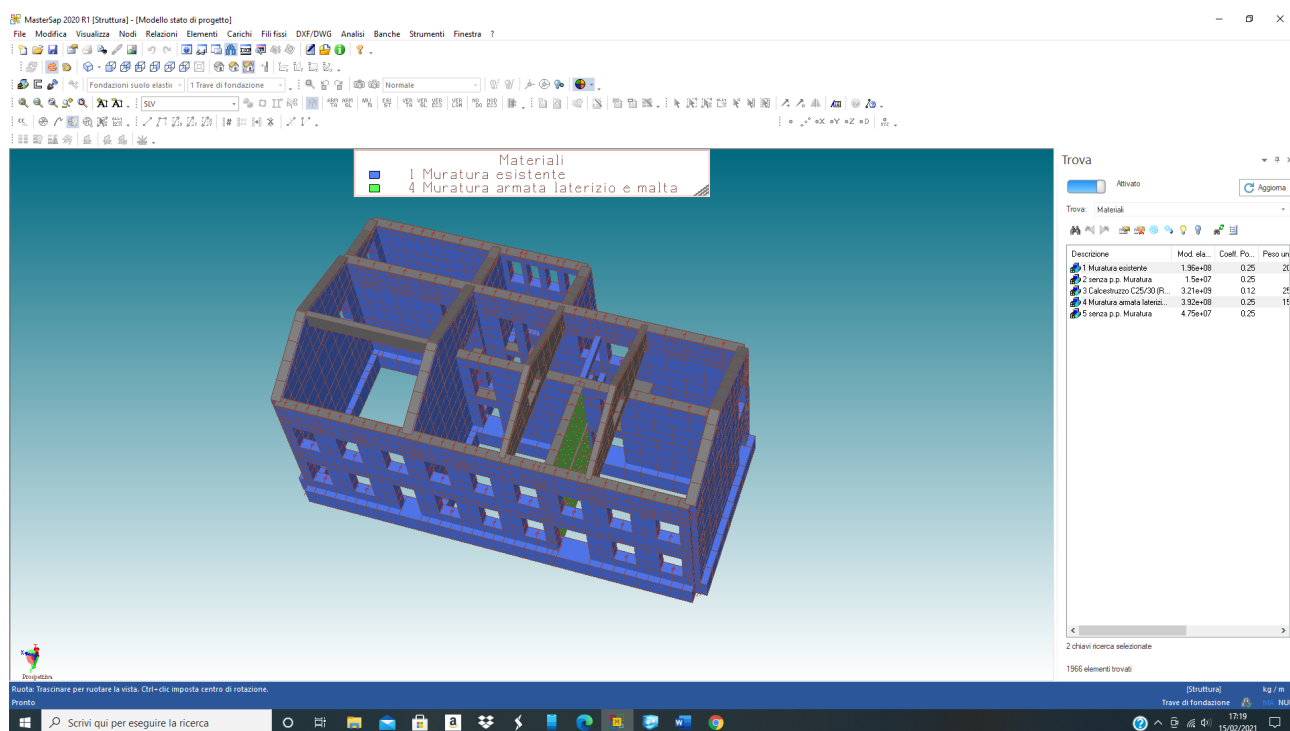 MasterSap 2020 R1 [Struttura] - [Modello stato di progetto]
File Modifica Visualizza Nodi Relazioni Elementi Carichi Fili fissi DXF/DWG Analisi Banche Strumenti Finestra ?
Fondazioni suolo elastic 1 Trave di fondazione Normale
SLV
Materiali
1 Muratura esistente
4 Muratura armata laterizio e malta
Trova
Attivato
Aggiorna
Trova: Materiali
Descrizione Mod. ela... Coeff. Po... Peso un
1 Muratura esistente 1.96e+08 0.25 20
2 senza p.p. Muratura 1.5e+07 0.25
3 Calcestruzzo C25/30 (R... 3.21e+09 0.12 25
4 Muratura armata laterizi... 3.92e+08 0.25 15
5 senza p.p. Muratura 4.75e+07 0.25
2 chiavi ricerca selezionate
1966 elementi trovati
Prospettiva
Ruota: Trascinare per ruotare la vista. Ctrl+clic imposta centro di rotazione.
[Struttura] kg / m
Pronto
Trave di fondazione MA NU
Scrivi qui per eseguire la ricerca
17:19
15/02/2021